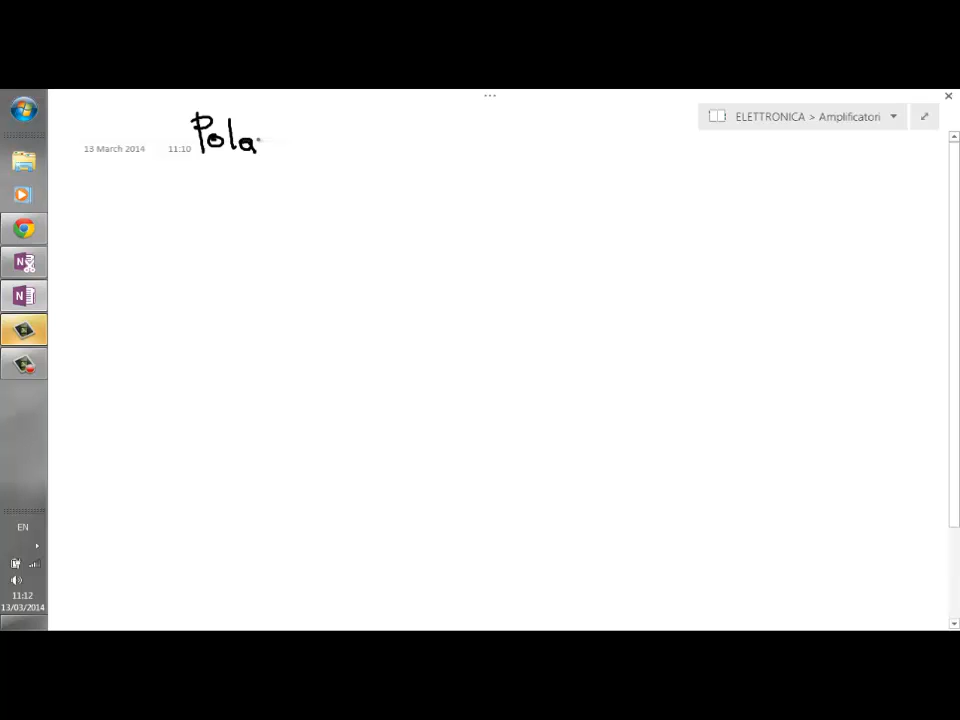 ...
ELETTRONICA > Amplificatori
Pola
13 March 2014 11:10
N
N
EN
11:12
13/03/2014